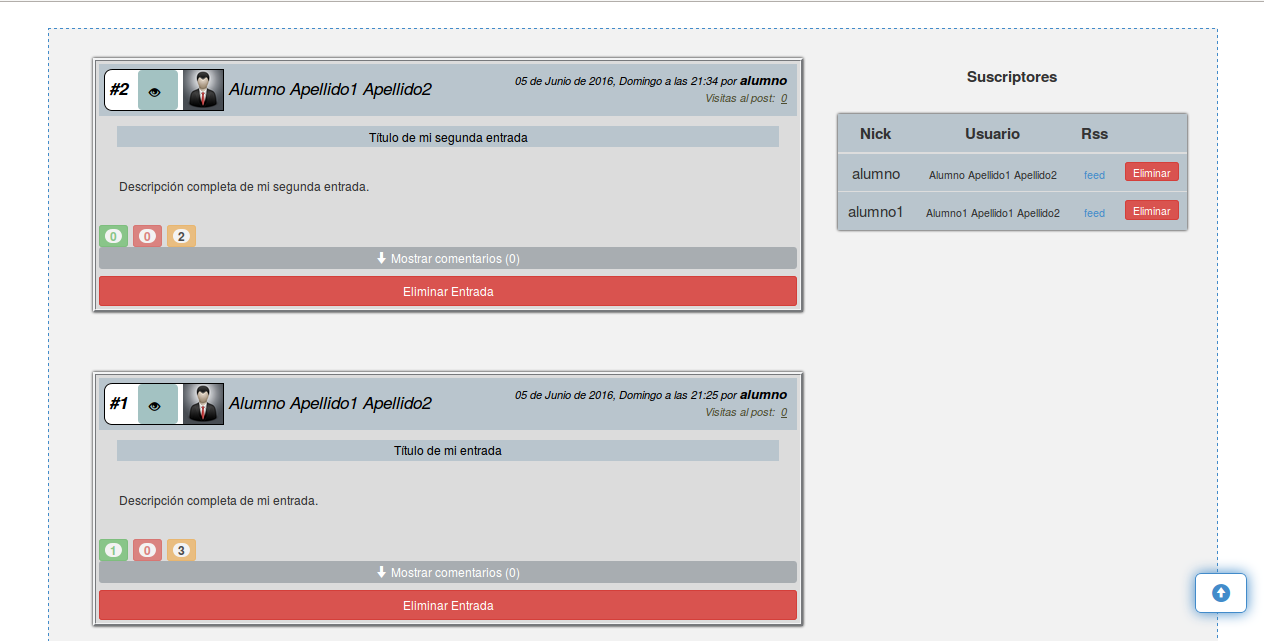 #2
Alumno Apellido1 Apellido2
05 de Junio de 2016, Domingo a las 21:34 por alumno
Visitas al post: 0
Título de mi segunda entrada
Descripción completa de mi segunda entrada.
0 0 2
Mostrar comentarios (0)
Eliminar Entrada
#1
Alumno Apellido1 Apellido2
05 de Junio de 2016, Domingo a las 21:25 por alumno
Visitas al post: 0
Título de mi entrada
Descripción completa de mi entrada.
1 0 3
Mostrar comentarios (0)
Eliminar Entrada
Suscriptores
Nick Usuario Rss
alumno Alumno Apellido1 Apellido2 feed Eliminar
alumno1 Alumno1 Apellido1 Apellido2 feed Eliminar